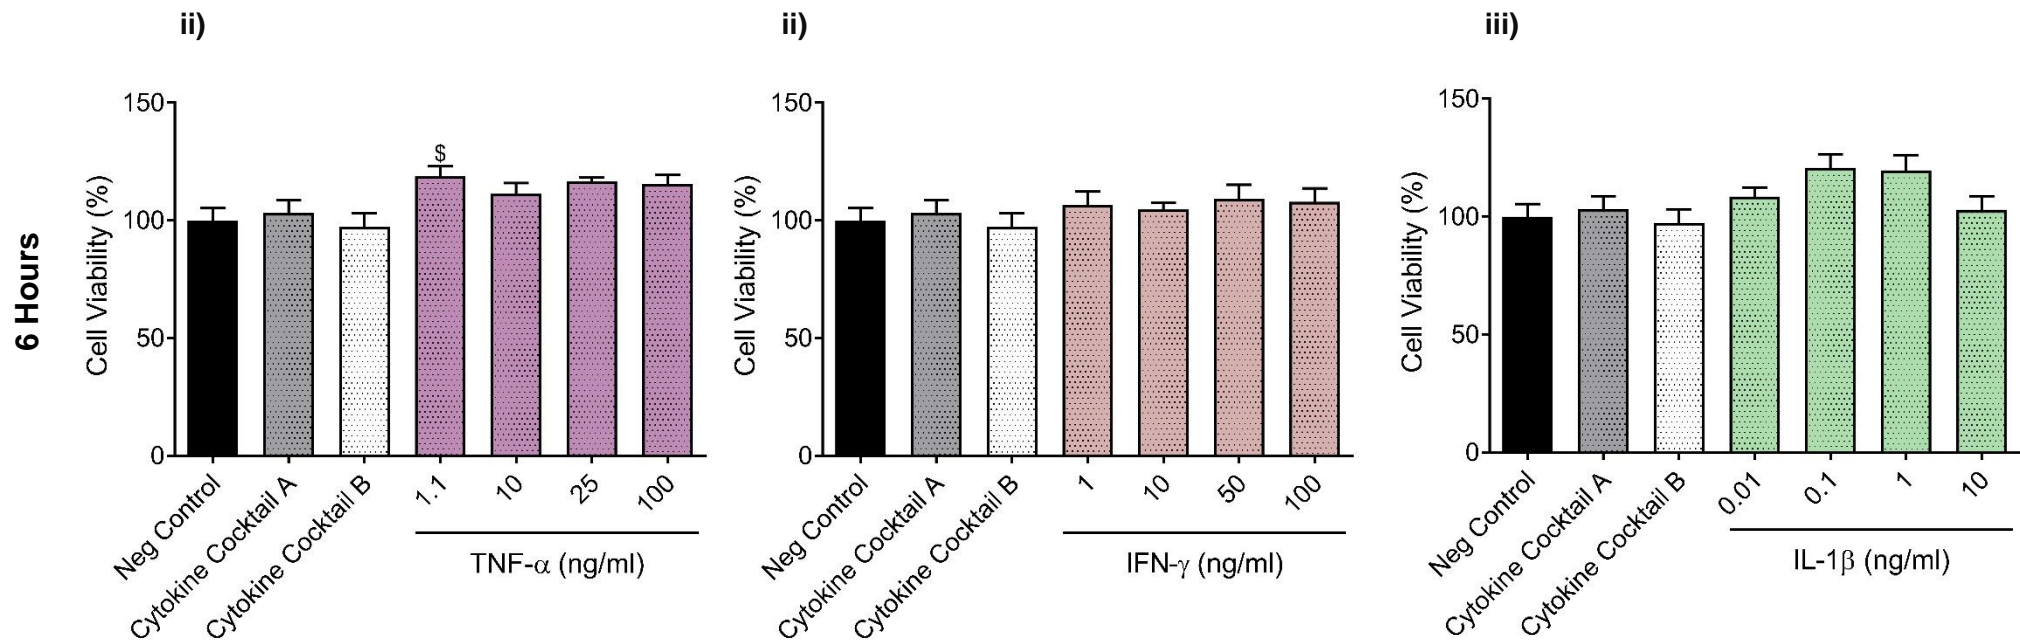 ii)
ii)
iii)
6 Hours
Cell Viability (%)
150
100
50
0
$
Neg Control
Cytokine Cocktail A
Cytokine Cocktail B
1.1
10
25
100
TNF-α (ng/ml)
Cell Viability (%)
150
100
50
0
Neg Control
Cytokine Cocktail A
Cytokine Cocktail B
1
10
50
100
IFN-γ (ng/ml)
Cell Viability (%)
150
100
50
0
Neg Control
Cytokine Cocktail A
Cytokine Cocktail B
0.01
0.1
1
10
IL-1β (ng/ml)